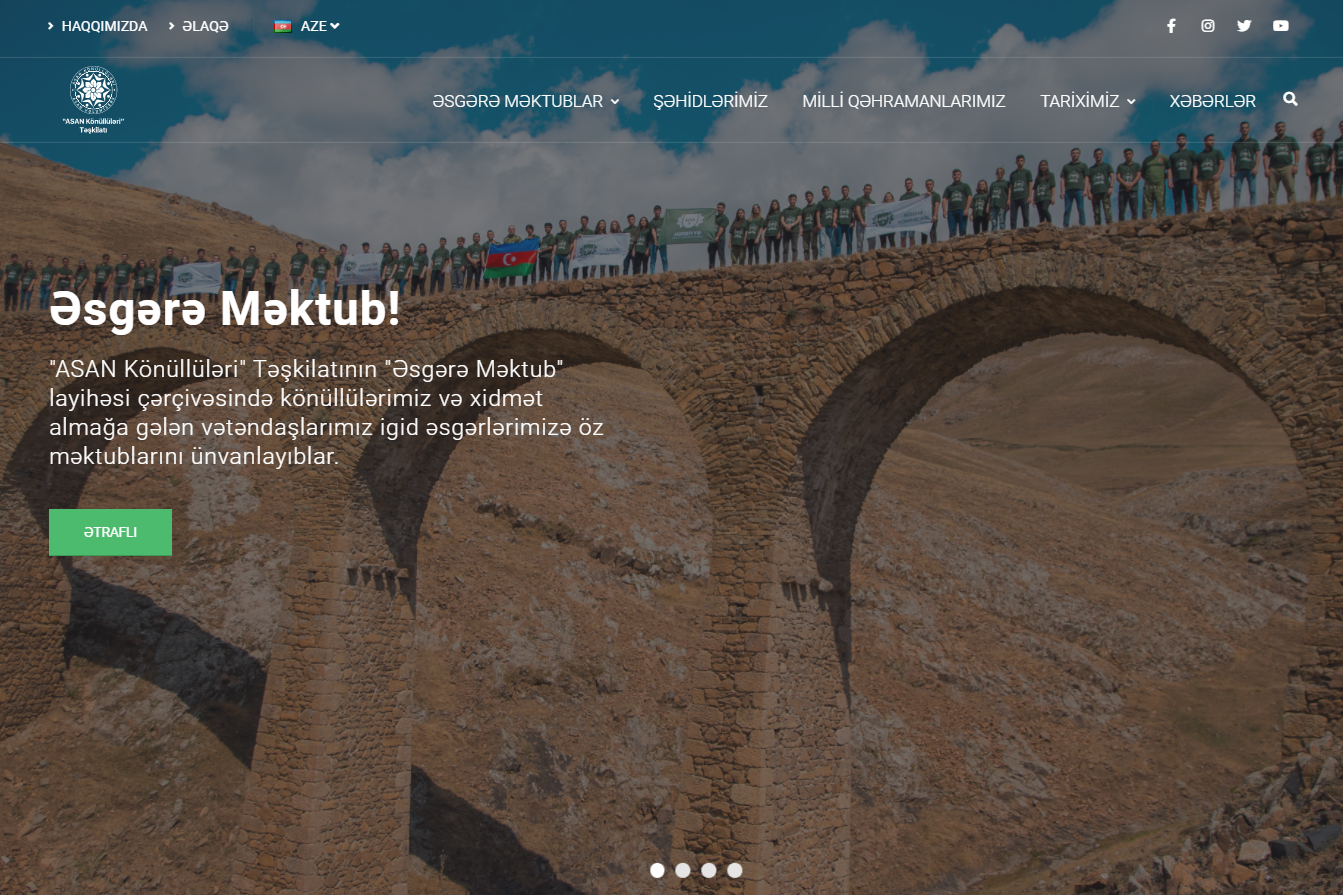 HAQQIMIZDA
ƏLAQƏ
AZE
"ASAN Könüllüləri"
Təşkilatı
ƏSGƏRƏ MƏKTUBLAR
ŞƏHİDLƏRİMİZ
MİLLİ QƏHRAMANLARIMIZ
TARİXİMİZ
XƏBƏRLƏR
Əsgərə Məktub!
"ASAN Könüllüləri" Təşkilatının "Əsgərə Məktub"
layihəsi çərçivəsində könüllülərimiz və xidmət
almağa gələn vətəndaşlarımız igid əsgərlərimizə öz
məktublarını ünvanlayıblar.
ƏTRAFLI